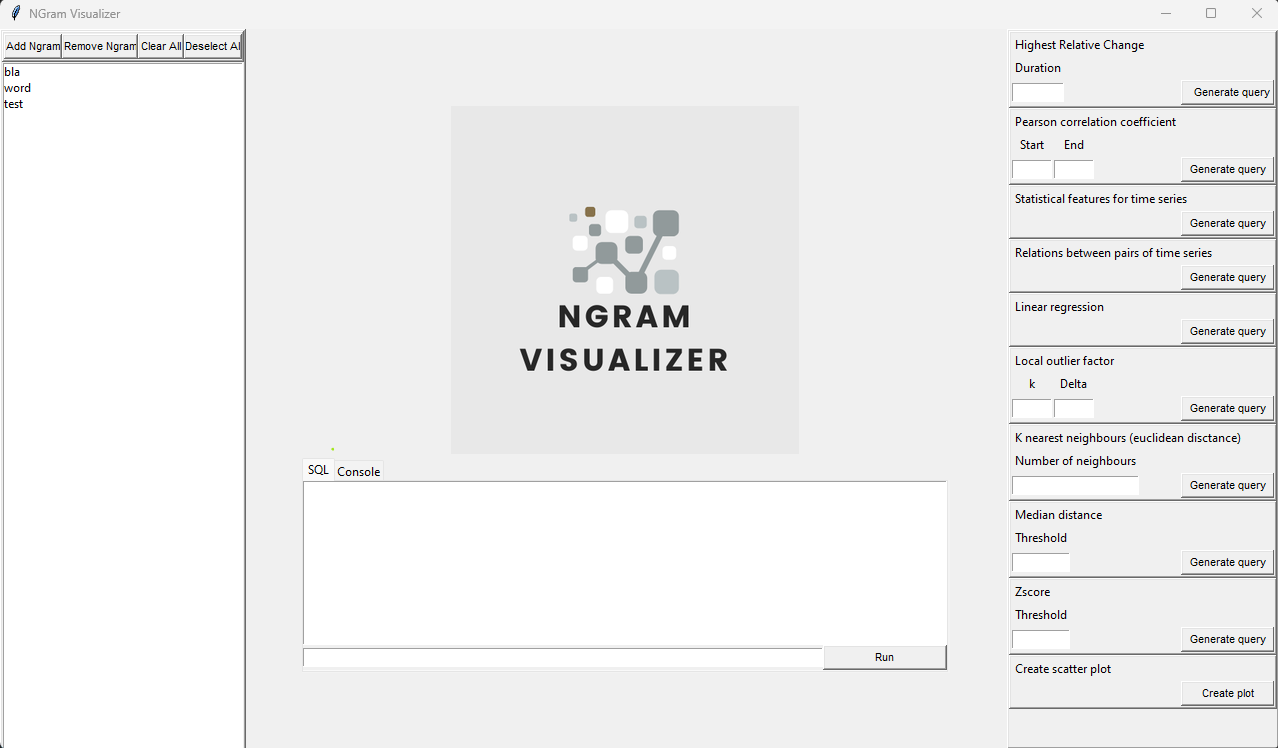 NGram Visualizer
Add Ngram Remove Ngram Clear All Deselect Al
bla
word
test
NGRAM
VISUALIZER
SQL Console
Run
Highest Relative Change
Duration
Generate query
Pearson correlation coefficient
Start End
Generate query
Statistical features for time series
Generate query
Relations between pairs of time series
Generate query
Linear regression
Generate query
Local outlier factor
k Delta
Generate query
K nearest neighbours (euclidean disctance)
Number of neighbours
Generate query
Median distance
Threshold
Generate query
Zscore
Threshold
Generate query
Create scatter plot
Create plot